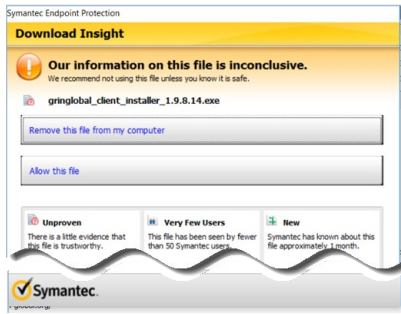 Symantec Endpoint Protection
Download Insight
Our information on this file is inconclusive.
We recommend not using this file unless you know it is safe.
gringlobal_client_installer_1.9.8.14.exe
Remove this file from my computer
Allow this file
Unproven
There is a little evidence that
this file is trustworthy.
Very Few Users
This file has been seen by fewer
than 50 Symantec users.
New
Symantec has known about this
file approximately 1 month.
Symantec.